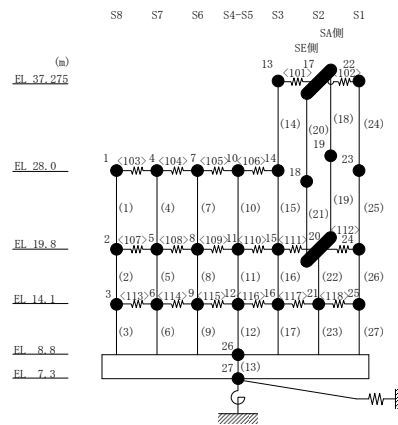 S8 S7 S6 S4-S5 S3 S2 S1
SA側
SE側
(m) 13 17 22
EL 37.275 <101> <102>
(14) (20) (18) (24)
19
EL 28.0 1 <103> 4 <104> 7 <105> 10 <106> 14 18 23
(1) (4) (7) (10) (15) (21) (19) (25)
<112>
EL 19.8 2 <107> 5 <108> 8 <109> 11 <110> 15 <111> 20 24
(2) (5) (8) (11) (16) (22) (26)
EL 14.1 3 <113> 6 <114> 9 <115> 12 <116> 16 <117> 21 <118> 25
(3) (6) (9) (12) (17) (23) (27)
EL 8.8 26
EL 7.3 27 (13)